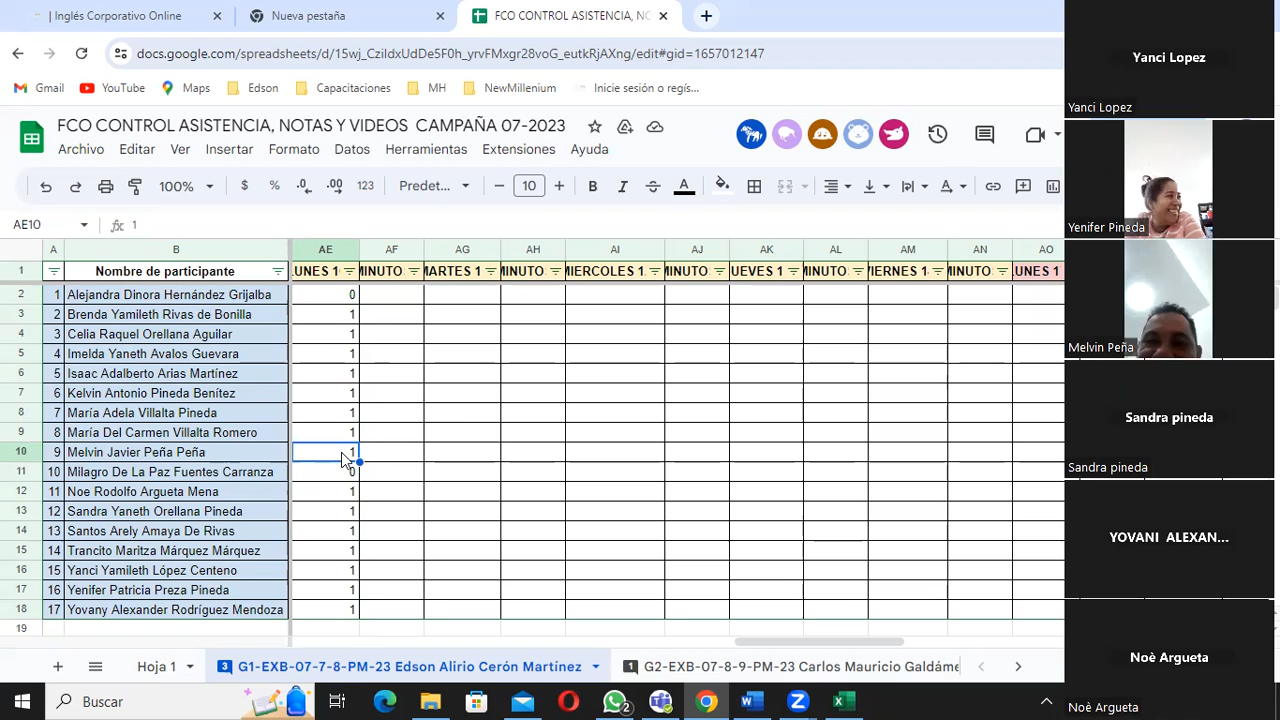 | Inglés Corporativo Online
Nueva pestaña
FCO CONTROL ASISTENCIA, NO
docs.google.com/spreadsheets/d/15wj_CziIdxUdDe5F0h_yrvFMxgr28voG_eutkRjAXng/edit#gid=1657012147
Gmail
YouTube
Maps
Edson
Capacitaciones
MH
NewMillenium
Inicie sesión o regís...
FCO CONTROL ASISTENCIA, NOTAS Y VIDEOS CAMPAÑA 07-2023
Archivo Editar Ver Insertar Formato Datos Herramientas Extensiones Ayuda
100% $ % .0 .00 123 Predet... 10 B I A
AE10 fx 1
A B AE AF AG AH AI AJ AK AL AM AN AO
1 Nombre de participante LUNES 1 MINUTO MARTES 1 MINUTO MIERCOLES 1 MINUTO UEVES 1 MINUTO VIERNES 1 MINUTO LUNES 1
2 1 Alejandra Dinora Hernández Grijalba 0
3 2 Brenda Yamileth Rivas de Bonilla 1
4 3 Celia Raquel Orellana Aguilar 1
5 4 Imelda Yaneth Avalos Guevara 1
6 5 Isaac Adalberto Arias Martínez 1
7 6 Kelvin Antonio Pineda Benítez 1
8 7 María Adela Villalta Pineda 1
9 8 María Del Carmen Villalta Romero 1
10 9 Melvin Javier Peña Peña 1
11 10 Milagro De La Paz Fuentes Carranza
12 11 Noe Rodolfo Argueta Mena 1
13 12 Sandra Yaneth Orellana Pineda 1
14 13 Santos Arely Amaya De Rivas 1
15 14 Trancito Maritza Márquez Márquez 1
16 15 Yanci Yamileth López Centeno 1
17 16 Yenifer Patricia Preza Pineda 1
18 17 Yovany Alexander Rodríguez Mendoza 1
19
Hoja 1
3 G1-EXB-07-7-8-PM-23 Edson Alirio Cerón Martínez
1 G2-EXB-07-8-9-PM-23 Carlos Mauricio Galdáme
Buscar
2
Yanci Lopez
Yanci Lopez
Yenifer Pineda
Melvin Peña
Sandra pineda
Sandra pineda
YOVANI ALEXAN...
Noè Argueta
Noè Argueta